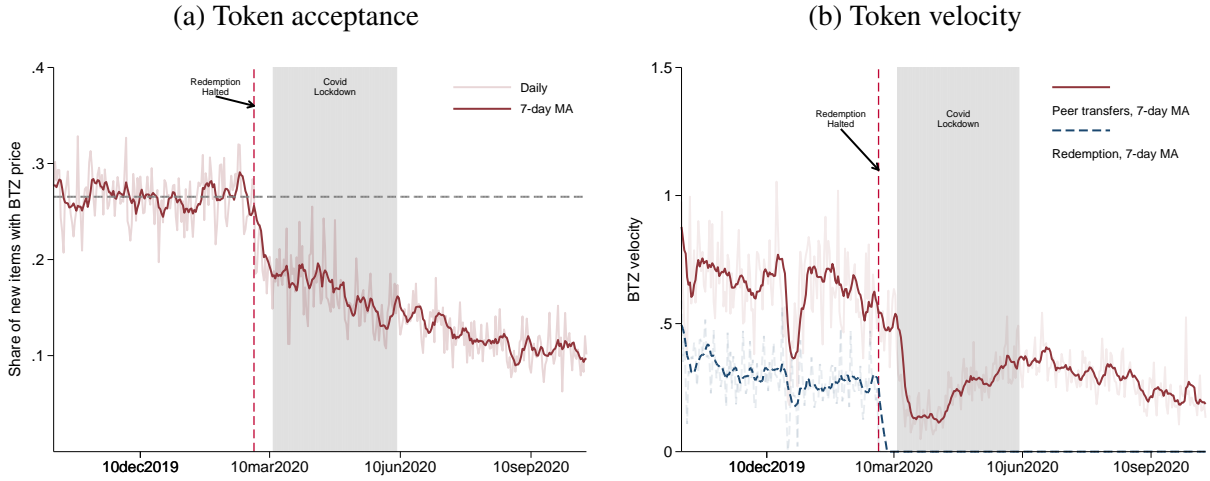 (a) Token acceptance
.4
.3
.2
.1
Share of new items with BTZ price
Redemption
Halted
Covid
Lockdown
Daily
7-day MA
10dec2019
10mar2020
10jun2020
10sep2020
(b) Token velocity
1.5
1
.5
0
BTZ velocity
Redemption
Halted
Covid
Lockdown
Peer transfers, 7-day MA
Redemption, 7-day MA
10dec2019
10mar2020
10jun2020
10sep2020